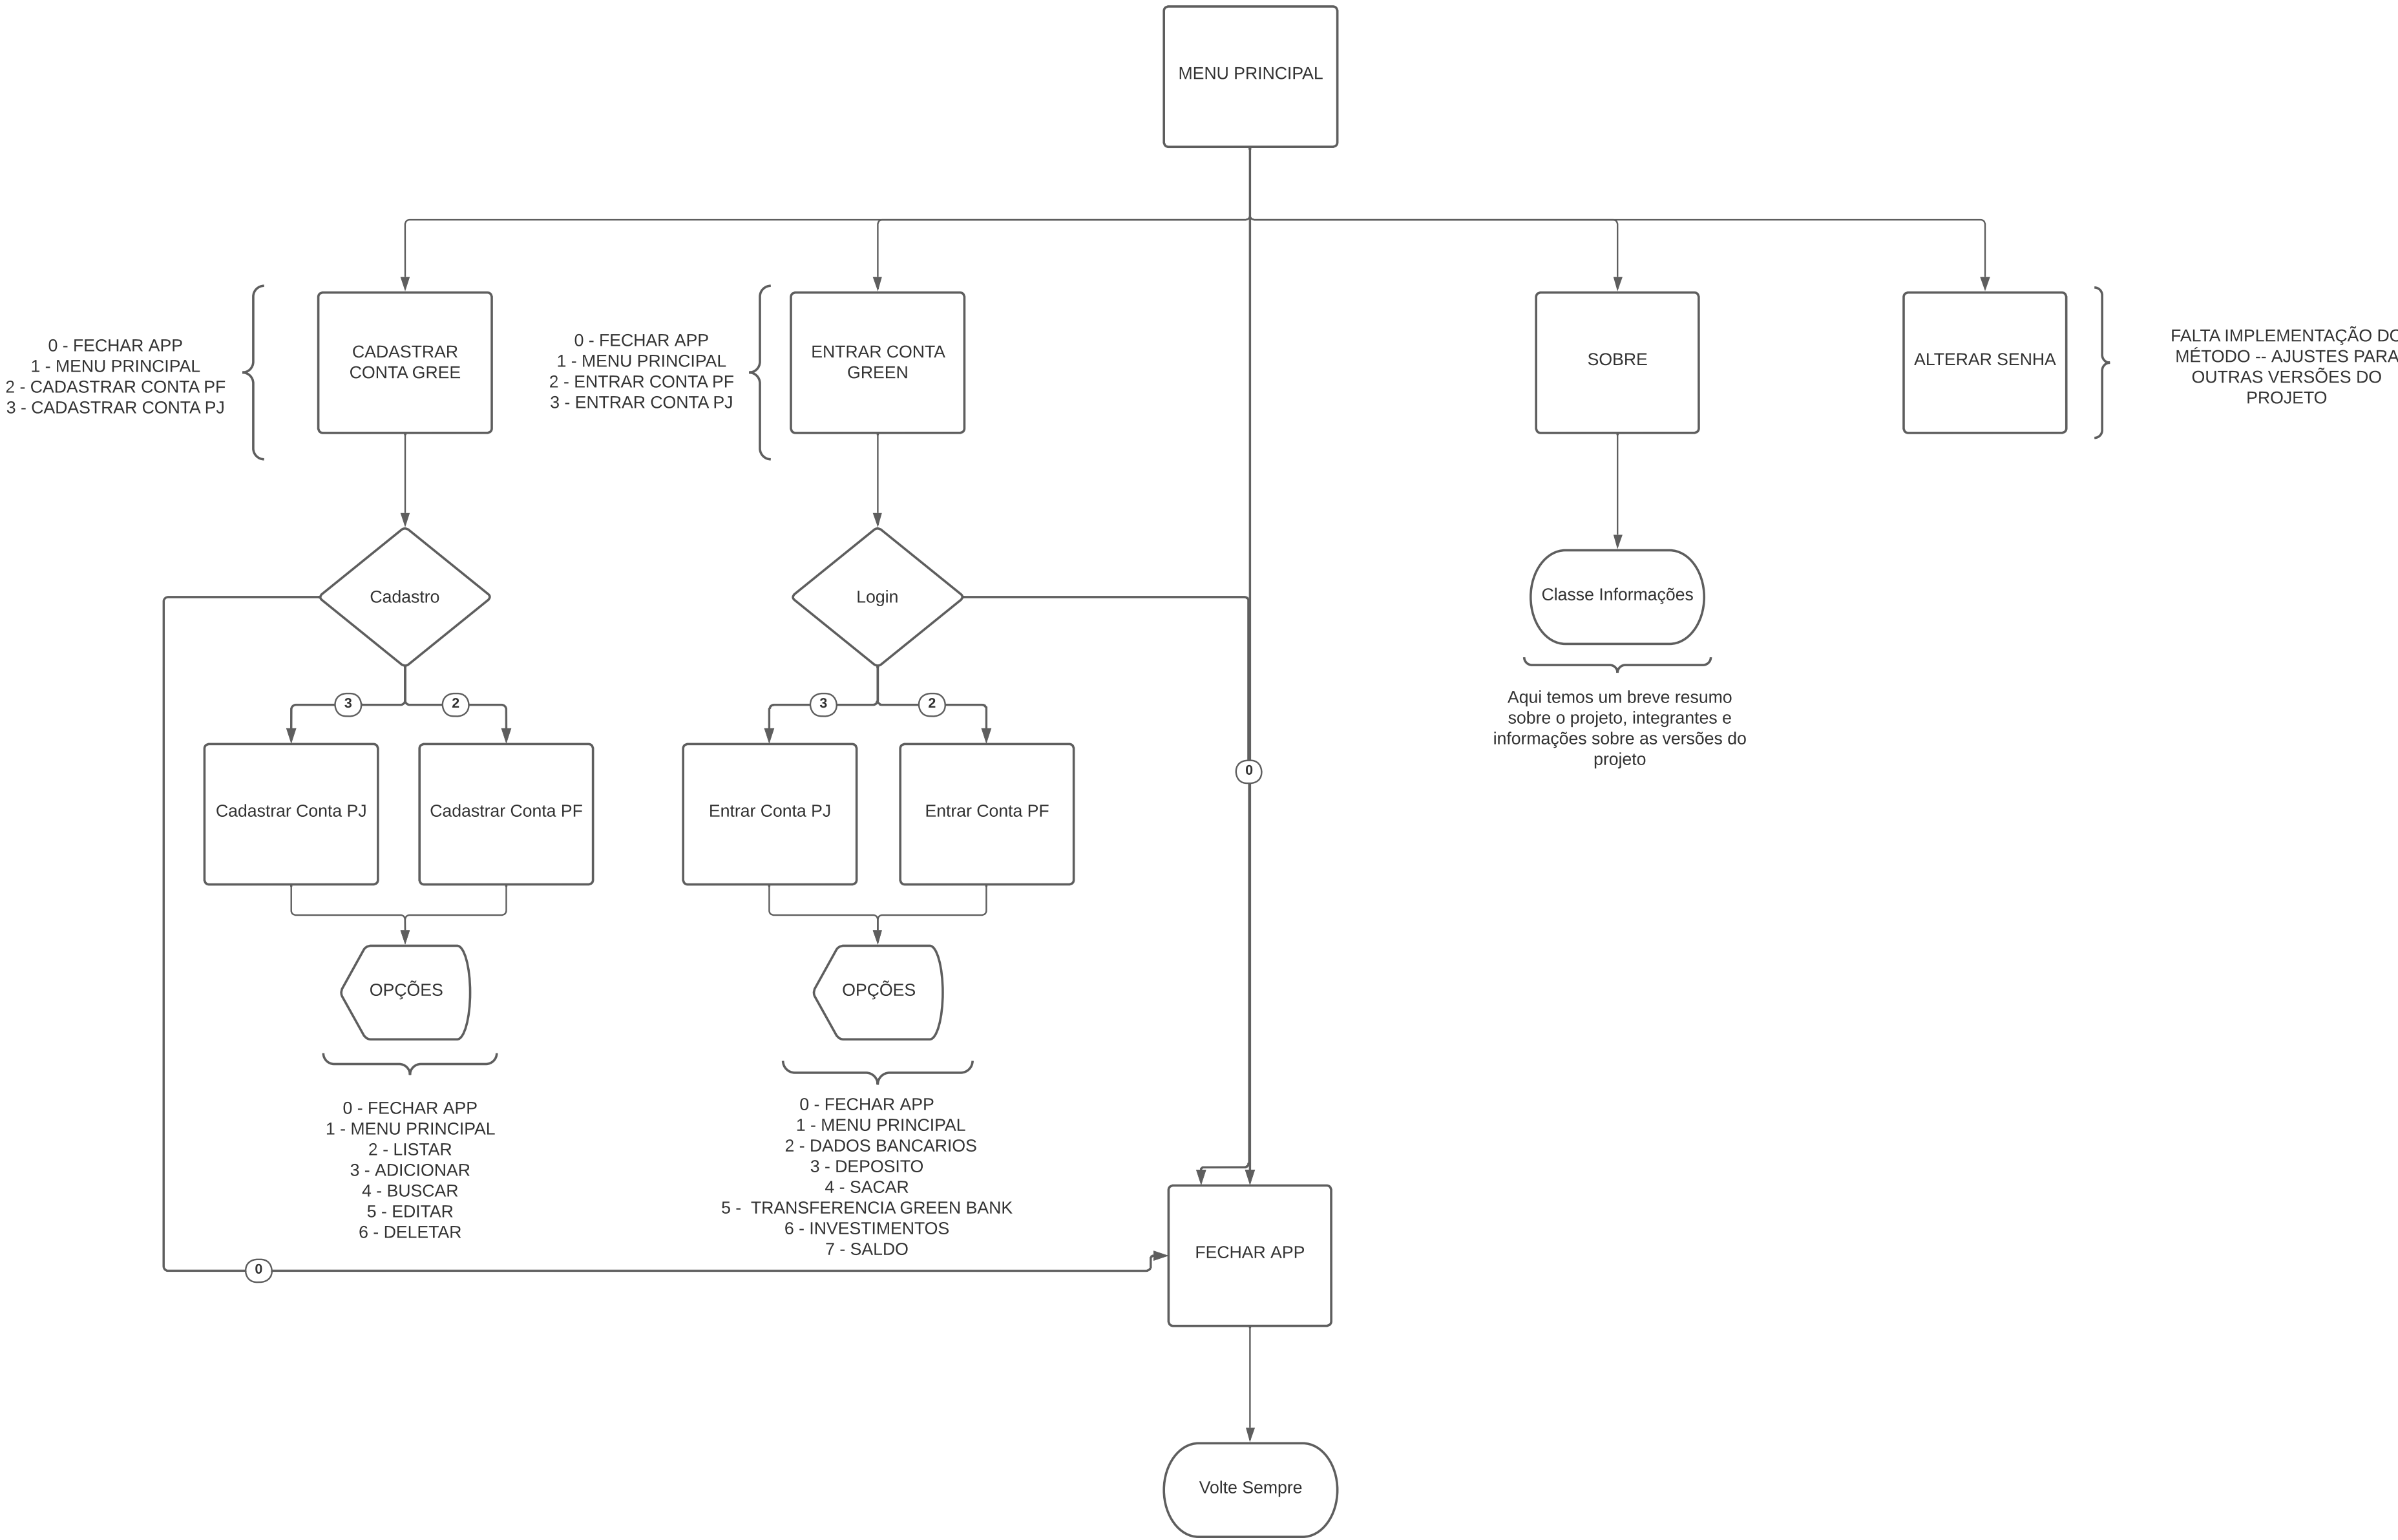 MENU PRINCIPAL
0 - FECHAR APP
1 - MENU PRINCIPAL
2 - CADASTRAR CONTA PF
3 - CADASTRAR CONTA PJ
CADASTRAR
CONTA GREE
0 - FECHAR APP
1 - MENU PRINCIPAL
2 - ENTRAR CONTA PF
3 - ENTRAR CONTA PJ
ENTRAR CONTA
GREEN
SOBRE
ALTERAR SENHA
FALTA IMPLEMENTAÇÃO DO
MÉTODO -- AJUSTES PARA
OUTRAS VERSÕES DO
PROJETO
Cadastro
Login
Classe Informações
Aqui temos um breve resumo
sobre o projeto, integrantes e
informações sobre as versões do
projeto
3
2
3
2
0
Cadastrar Conta PJ
Cadastrar Conta PF
Entrar Conta PJ
Entrar Conta PF
OPÇÕES
OPÇÕES
0 - FECHAR APP
1 - MENU PRINCIPAL
2 - LISTAR
3 - ADICIONAR
4 - BUSCAR
5 - EDITAR
6 - DELETAR
0 - FECHAR APP
1 - MENU PRINCIPAL
2 - DADOS BANCARIOS
3 - DEPOSITO
4 - SACAR
5 -  TRANSFERENCIA GREEN BANK
6 - INVESTIMENTOS
7 - SALDO
0
FECHAR APP
Volte Sempre